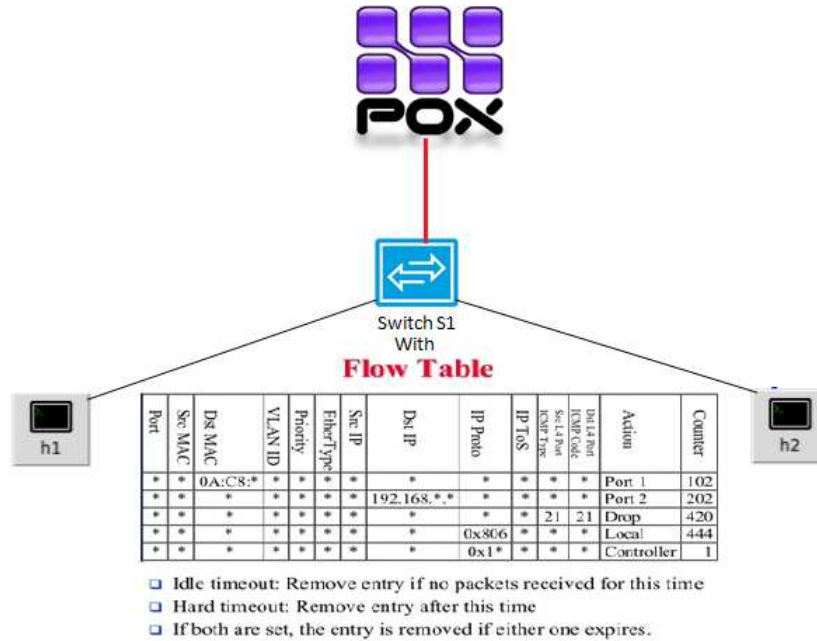 POX
Switch S1
With
Flow Table
h1
h2
Port Src MAC Dst MAC VLAN ID Priority EtherType Src IP Dst IP IP Proto IP ToS Src L4 Port ICMP Type Dst L4 Port ICMP Code Action Counter
* * 0A:C8:* * * * * * * * * * Port 1 102
* * * * * * * 192.168.*.* * * * * Port 2 202
* * * * * * * * * * 21 21 Drop 420
* * * * * * * * 0x806 * * * Local 444
* * * * * * * * 0x1* * * * Controller 1
Idle timeout: Remove entry if no packets received for this time
Hard timeout: Remove entry after this time
If both are set, the entry is removed if either one expires.